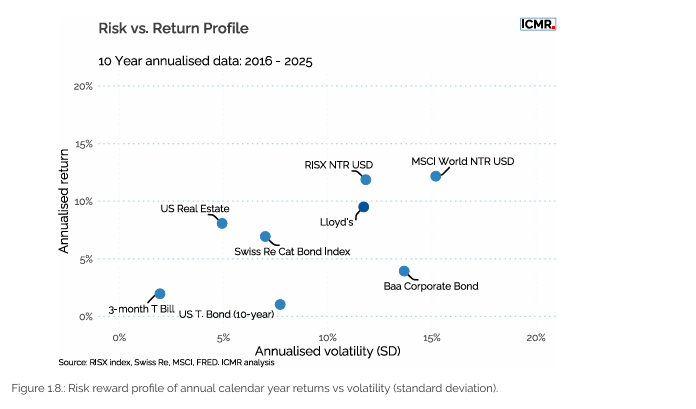 Risk vs. Return Profile
ICMR.
10 Year annualised data: 2016 - 2025
20%
15%
10%
5%
0%
Annualised return
RISX NTR USD
MSCI World NTR USD
US Real Estate
Lloyd's
Swiss Re Cat Bond Index
Baa Corporate Bond
3-month T Bill
US T. Bond (10-year)
0%
5%
10%
15%
20%
Annualised volatility (SD)
Source: RISX index, Swiss Re, MSCI, FRED. ICMR analysis
Figure 1.8.: Risk reward profile of annual calendar year returns vs volatility (standard deviation).